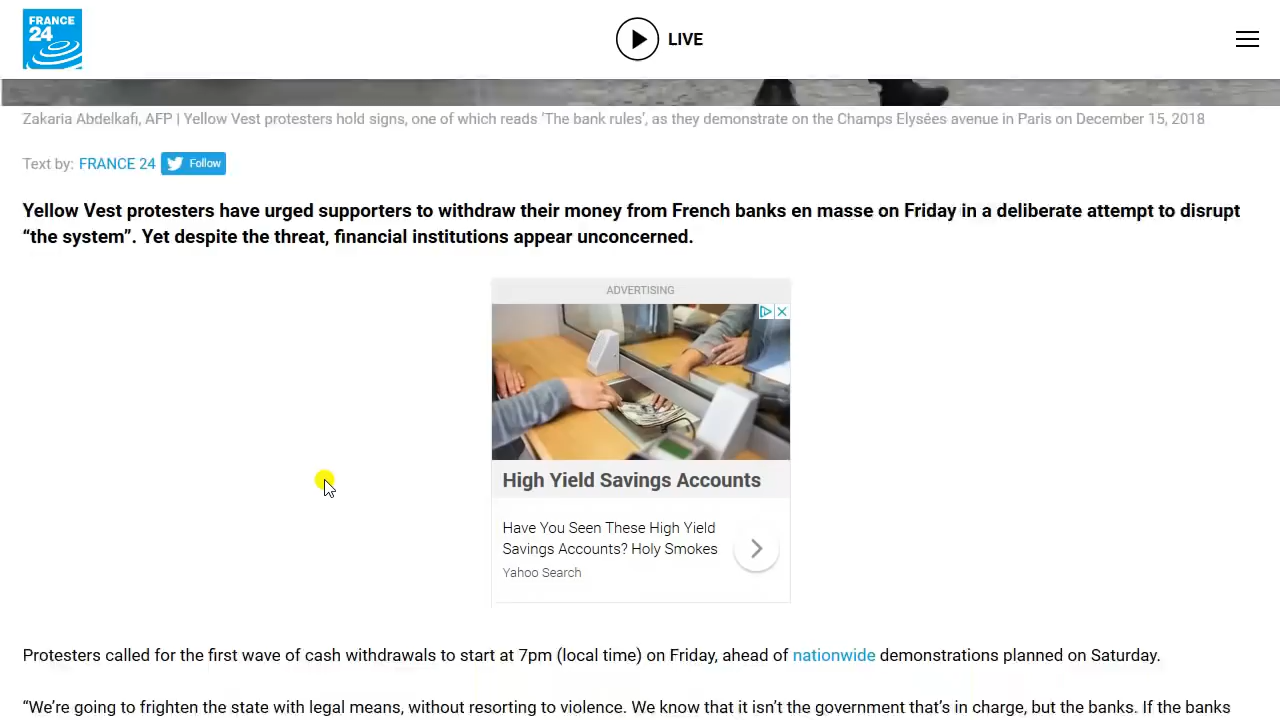 FRANCE
24
LIVE
Zakaria Abdelkafi, AFP | Yellow Vest protesters hold signs, one of which reads ‘The bank rules’, as they demonstrate on the Champs Elysées avenue in Paris on December 15, 2018
Text by: FRANCE 24 Follow
Yellow Vest protesters have urged supporters to withdraw their money from French banks en masse on Friday in a deliberate attempt to disrupt
“the system”. Yet despite the threat, financial institutions appear unconcerned.
ADVERTISING
High Yield Savings Accounts
Have You Seen These High Yield
Savings Accounts? Holy Smokes
Yahoo Search
Protesters called for the first wave of cash withdrawals to start at 7pm (local time) on Friday, ahead of nationwide demonstrations planned on Saturday.
“We’re going to frighten the state with legal means, without resorting to violence. We know that it isn’t the government that’s in charge, but the banks. If the banks